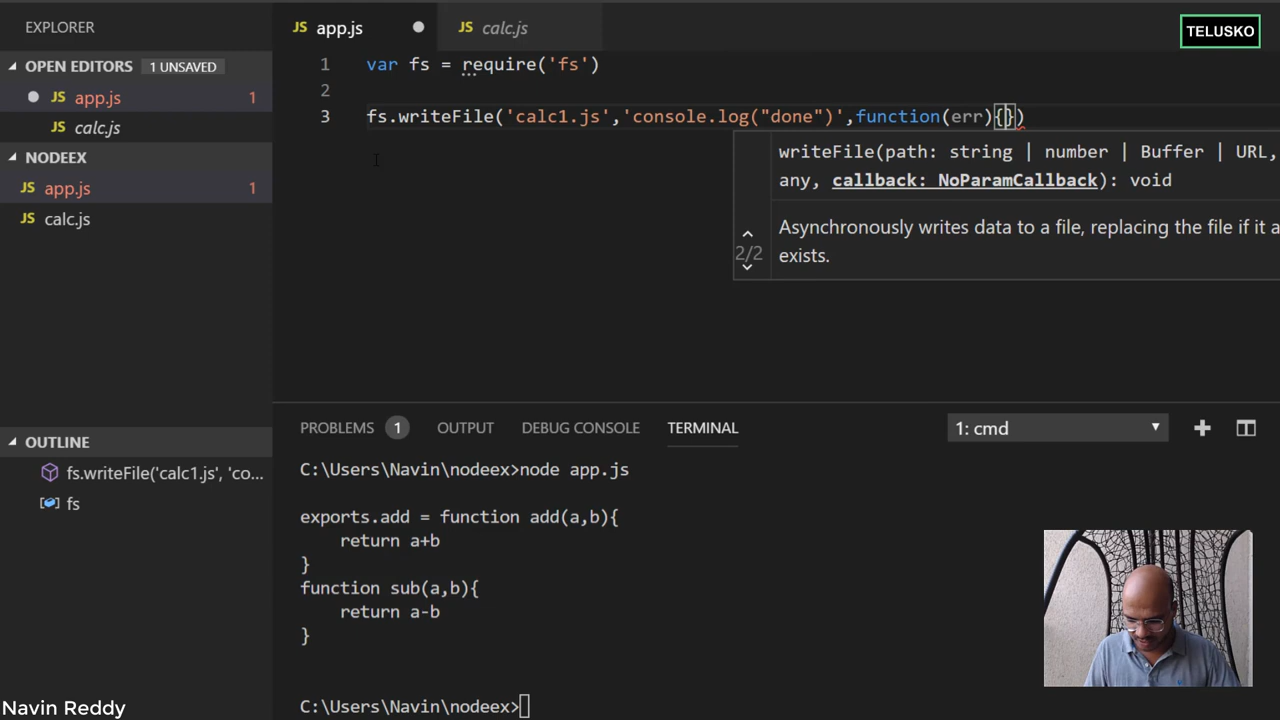 EXPLORER
JS app.js
JS calc.js
TELUSKO
OPEN EDITORS 1 UNSAVED
JS app.js 1
JS calc.js
NODEEX
JS app.js 1
JS calc.js
1 var fs = require('fs')
2
3 fs.writeFile('calc1.js','console.log("done")',function(err){})
writeFile(path: string | number | Buffer | URL,
any, callback: NoParamCallback): void
2/2
Asynchronously writes data to a file, replacing the file if it a
exists.
OUTLINE
fs.writeFile('calc1.js', 'co...
fs
PROBLEMS 1 OUTPUT DEBUG CONSOLE TERMINAL 1: cmd
C:\Users\Navin\nodeex>node app.js
exports.add = function add(a,b){
return a+b
}
function sub(a,b){
return a-b
}
C:\Users\Navin\nodeex>
Navin Reddy